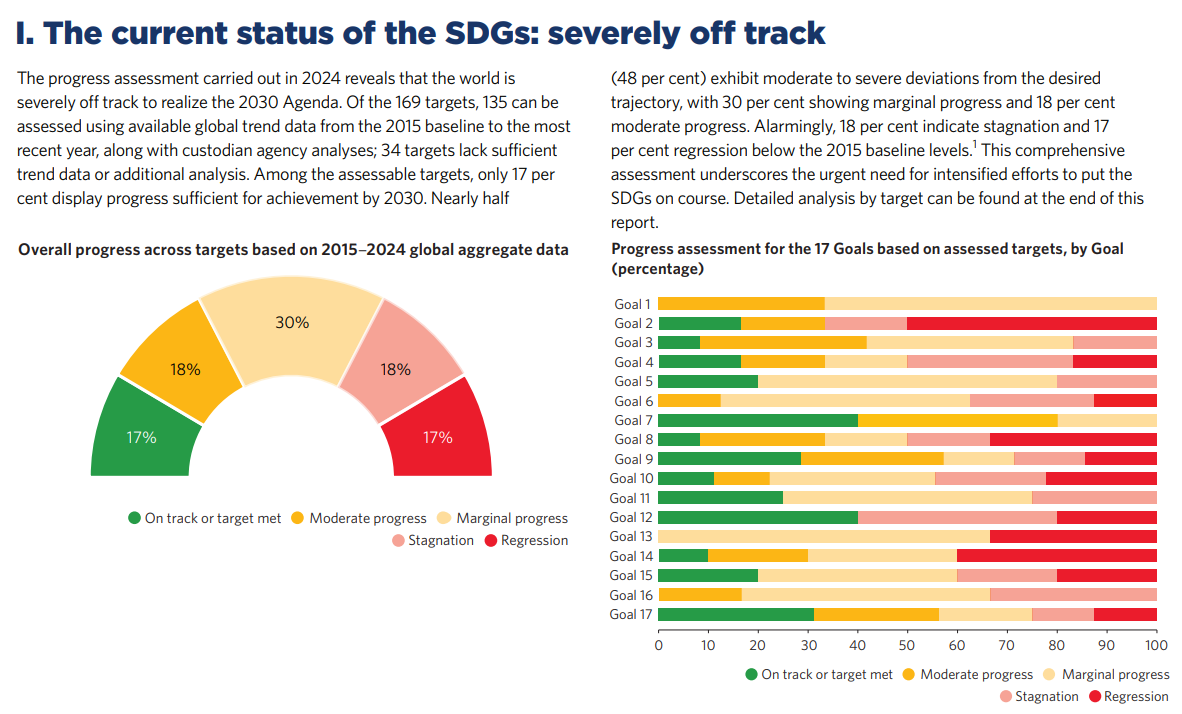 I. The current status of the SDGs: severely off track
The progress assessment carried out in 2024 reveals that the world is
severely off track to realize the 2030 Agenda. Of the 169 targets, 135 can be
assessed using available global trend data from the 2015 baseline to the most
recent year, along with custodian agency analyses; 34 targets lack sufficient
trend data or additional analysis. Among the assessable targets, only 17 per
cent display progress sufficient for achievement by 2030. Nearly half
(48 per cent) exhibit moderate to severe deviations from the desired
trajectory, with 30 per cent showing marginal progress and 18 per cent
moderate progress. Alarmingly, 18 per cent indicate stagnation and 17
per cent regression below the 2015 baseline levels.1 This comprehensive
assessment underscores the urgent need for intensified efforts to put the
SDGs on course. Detailed analysis by target can be found at the end of this
report.
Overall progress across targets based on 2015–2024 global aggregate data
30%
18%
18%
17%
17%
On track or target met
Moderate progress
Marginal progress
Stagnation
Regression
Progress assessment for the 17 Goals based on assessed targets, by Goal
(percentage)
Goal 1
Goal 2
Goal 3
Goal 4
Goal 5
Goal 6
Goal 7
Goal 8
Goal 9
Goal 10
Goal 11
Goal 12
Goal 13
Goal 14
Goal 15
Goal 16
Goal 17
0 10 20 30 40 50 60 70 80 90 100
On track or target met
Moderate progress
Marginal progress
Stagnation
Regression